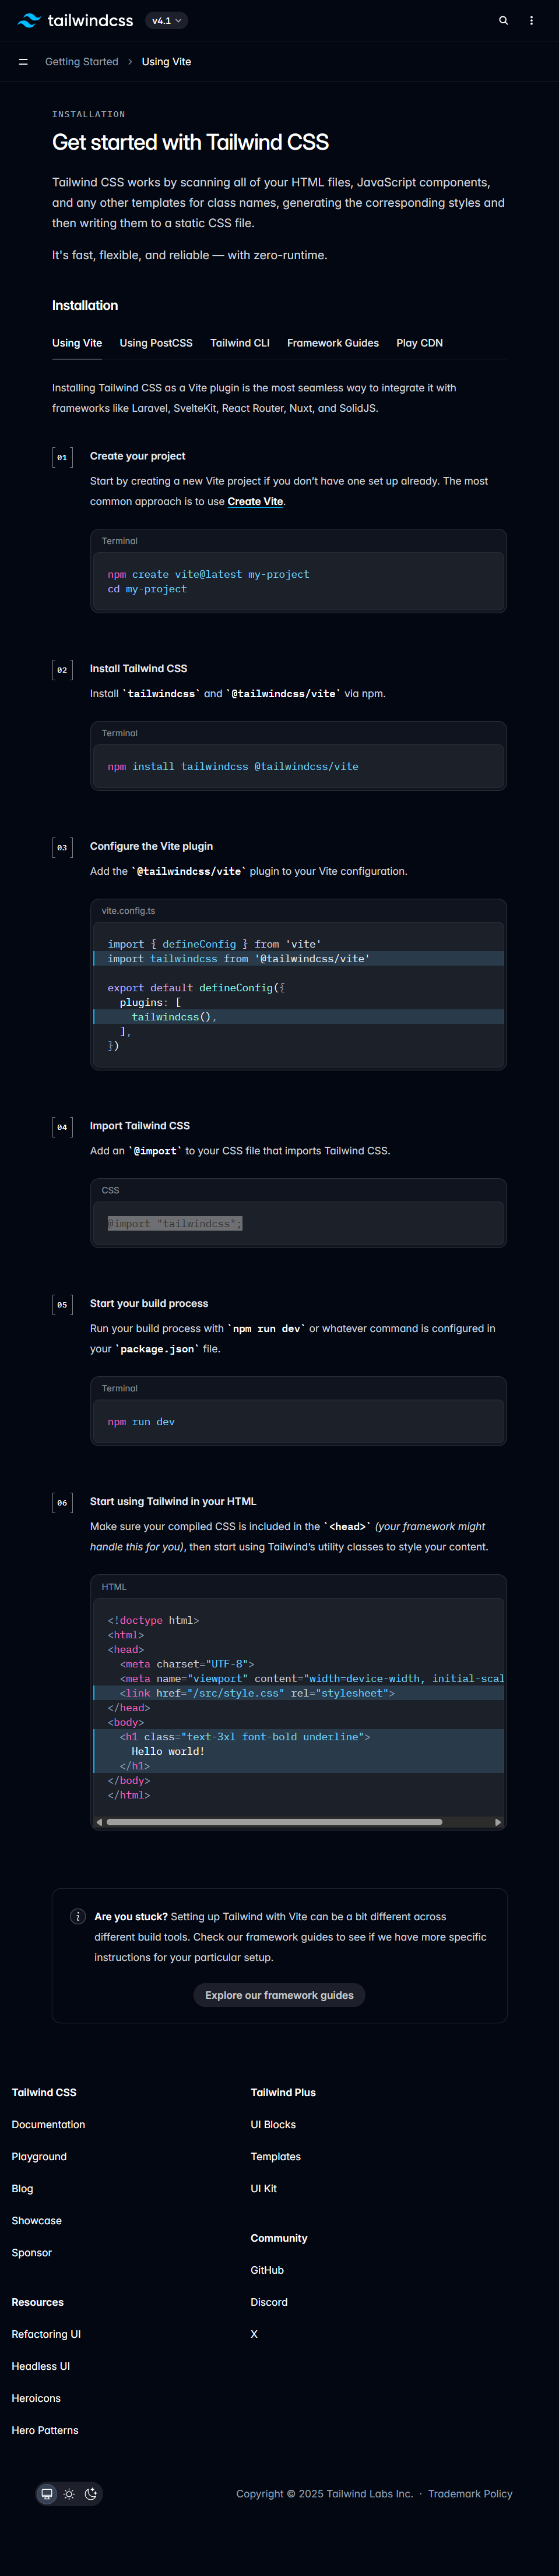 tailwindcss v4.1
Getting Started Using Vite
INSTALLATION
Get started with Tailwind CSS
Tailwind CSS works by scanning all of your HTML files, JavaScript components,
and any other templates for class names, generating the corresponding styles and
then writing them to a static CSS file.
It's fast, flexible, and reliable — with zero-runtime.
Installation
Using Vite Using PostCSS Tailwind CLI Framework Guides Play CDN
Installing Tailwind CSS as a Vite plugin is the most seamless way to integrate it with
frameworks like Laravel, SvelteKit, React Router, Nuxt, and SolidJS.
01 Create your project
Start by creating a new Vite project if you don’t have one set up already. The most
common approach is to use Create Vite.
Terminal
npm create vite@latest my-project
cd my-project
02 Install Tailwind CSS
Install `tailwindcss` and `@tailwindcss/vite` via npm.
Terminal
npm install tailwindcss @tailwindcss/vite
03 Configure the Vite plugin
Add the `@tailwindcss/vite` plugin to your Vite configuration.
vite.config.ts
import { defineConfig } from 'vite'
import tailwindcss from '@tailwindcss/vite'
export default defineConfig({
plugins: [
tailwindcss(),
],
})
04 Import Tailwind CSS
Add an `@import` to your CSS file that imports Tailwind CSS.
CSS
@import "tailwindcss";
05 Start your build process
Run your build process with `npm run dev` or whatever command is configured in
your `package.json` file.
Terminal
npm run dev
06 Start using Tailwind in your HTML
Make sure your compiled CSS is included in the `<head>` (your framework might
handle this for you), then start using Tailwind’s utility classes to style your content.
HTML
<!doctype html>
<html>
<head>
<meta charset="UTF-8">
<meta name="viewport" content="width=device-width, initial-scal
<link href="/src/style.css" rel="stylesheet">
</head>
<body>
<h1 class="text-3xl font-bold underline">
Hello world!
</h1>
</body>
</html>
Are you stuck? Setting up Tailwind with Vite can be a bit different across
different build tools. Check our framework guides to see if we have more specific
instructions for your particular setup.
Explore our framework guides
Tailwind CSS
Documentation
Playground
Blog
Showcase
Sponsor
Resources
Refactoring UI
Headless UI
Heroicons
Hero Patterns
Tailwind Plus
UI Blocks
Templates
UI Kit
Community
GitHub
Discord
X
Copyright © 2025 Tailwind Labs Inc. · Trademark Policy